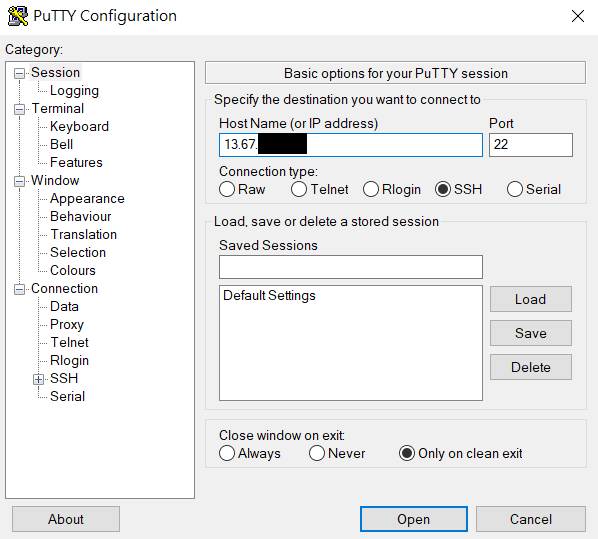 PuTTY Configuration
Category:
Session
Logging
Terminal
Keyboard
Bell
Features
Window
Appearance
Behaviour
Translation
Selection
Colours
Connection
Data
Proxy
Telnet
Rlogin
SSH
Serial
Basic options for your PuTTY session
Specify the destination you want to connect to
Host Name (or IP address) Port
13.67. 22
Connection type:
Raw Telnet Rlogin SSH Serial
Load, save or delete a stored session
Saved Sessions
Default Settings
Load
Save
Delete
Close window on exit:
Always Never Only on clean exit
About Open Cancel